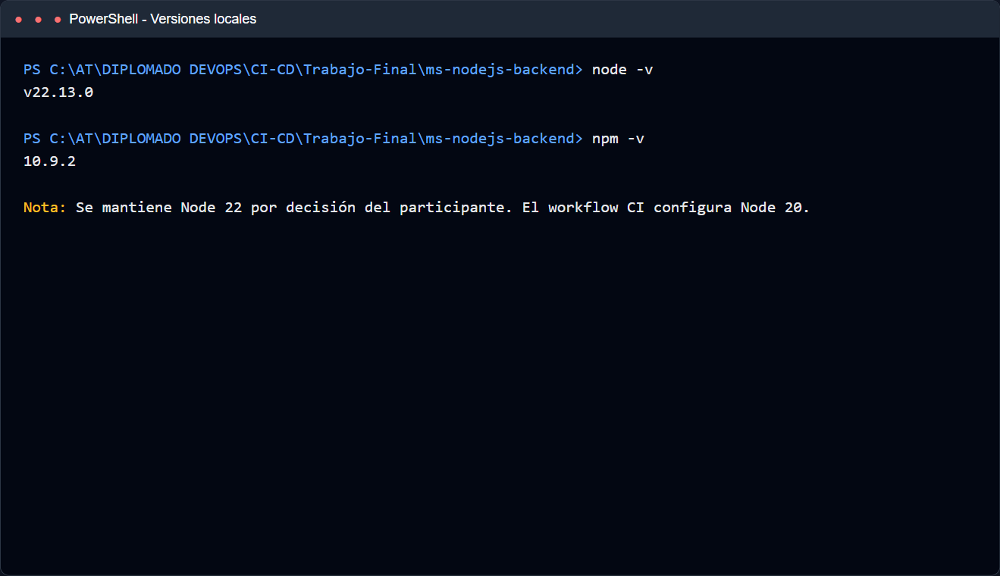 PowerShell - Versiones locales
PS C:\AT\DIPLOMADO DEVOPS\CI-CD\Trabajo-Final\ms-nodejs-backend> node -v
v22.13.0
PS C:\AT\DIPLOMADO DEVOPS\CI-CD\Trabajo-Final\ms-nodejs-backend> npm -v
10.9.2
Nota: Se mantiene Node 22 por decisión del participante. El workflow CI configura Node 20.